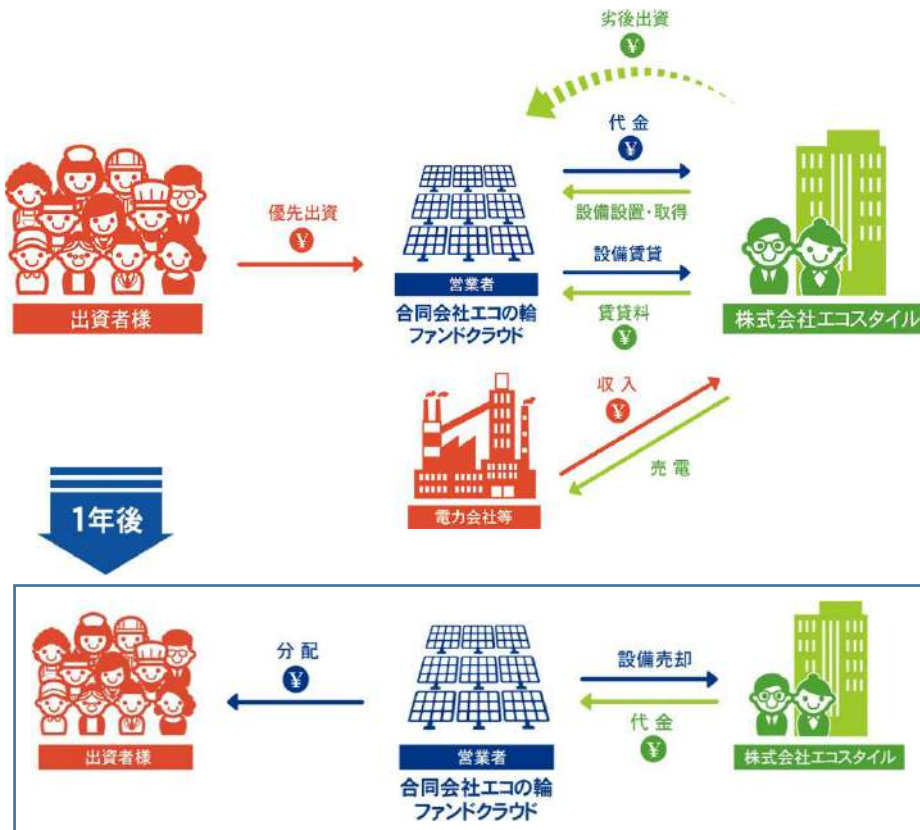 劣後出資
¥
代金
¥
設備設置・取得
優先出資
¥
設備賃貸
賃貸料
¥
出資者様
営業者
合同会社エコの輪
ファンドクラウド
株式会社エコスタイル
収入
¥
売電
電力会社等
1年後
分配
¥
設備売却
代金
¥
出資者様
営業者
合同会社エコの輪
ファンドクラウド
株式会社エコスタイル